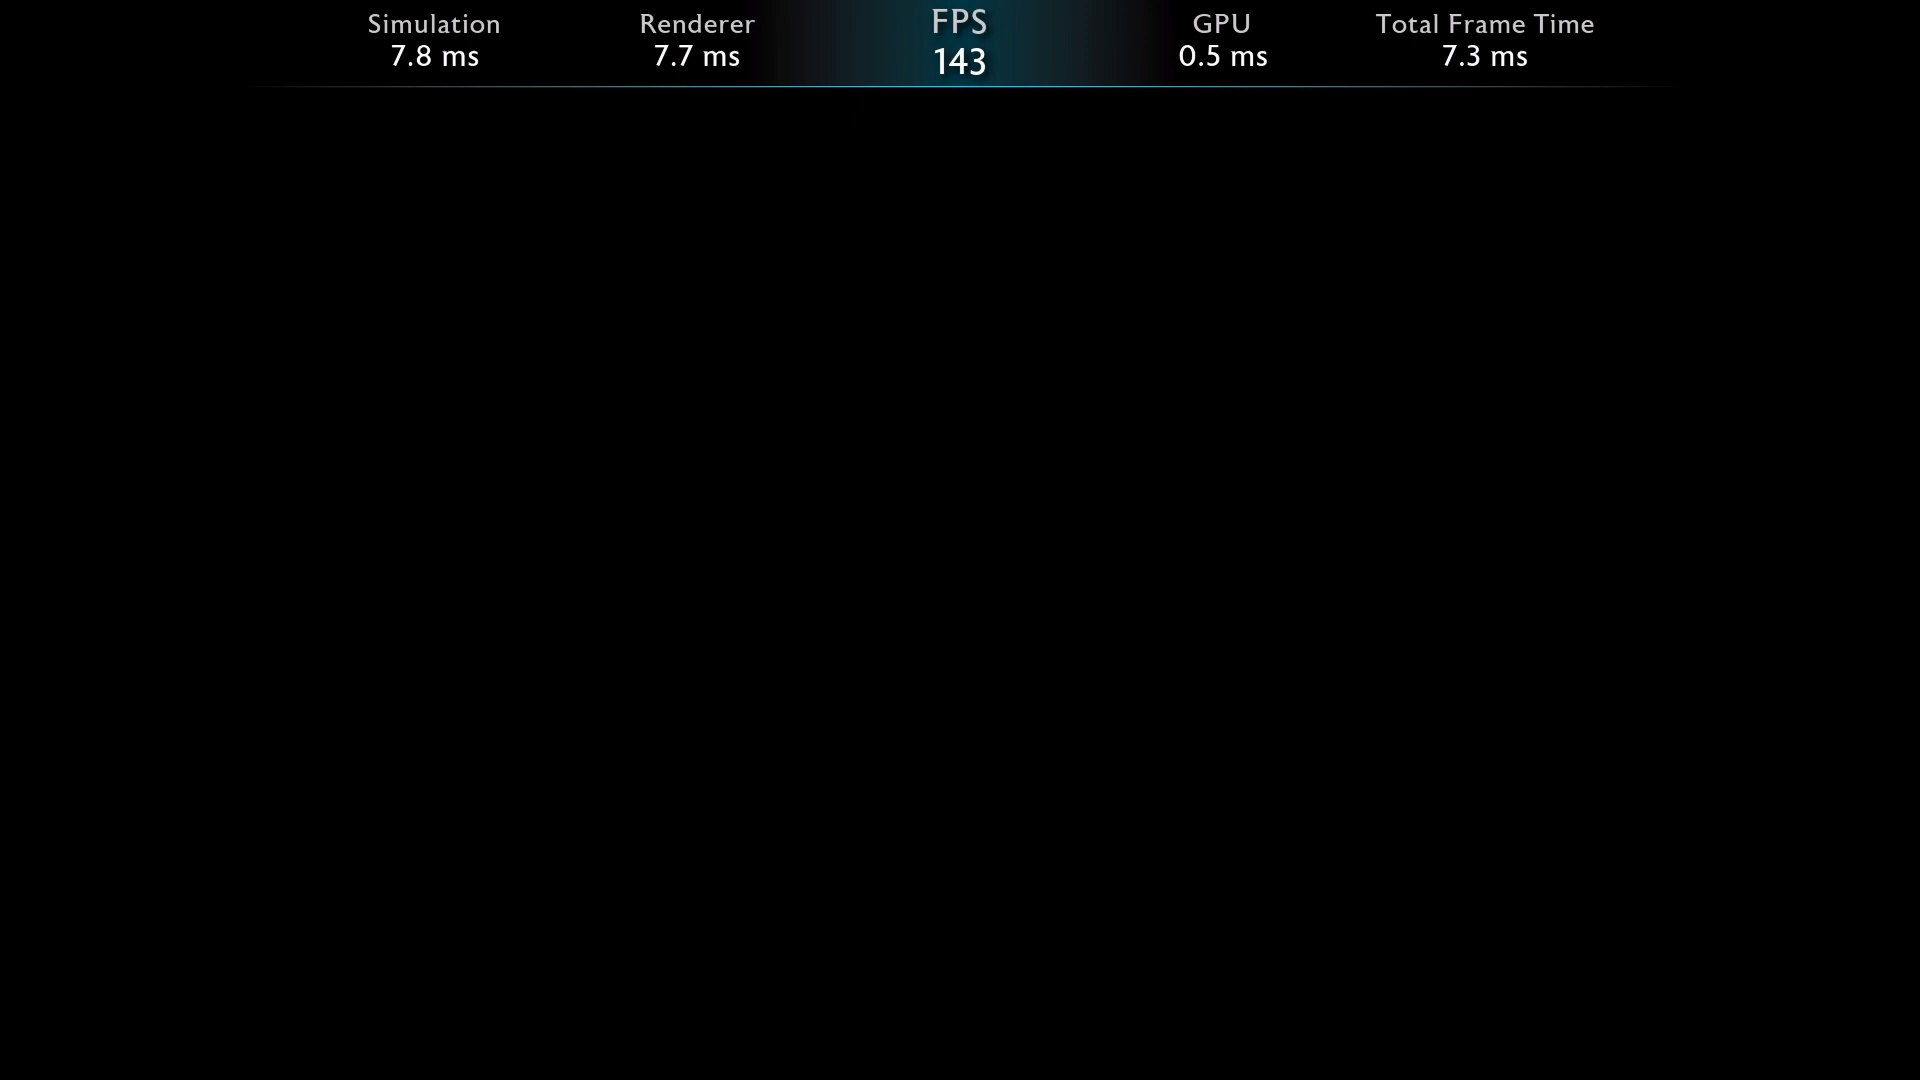 Simulation Renderer FPS GPU Total Frame Time
7.8 ms 7.7 ms 143 0.5 ms 7.3 ms